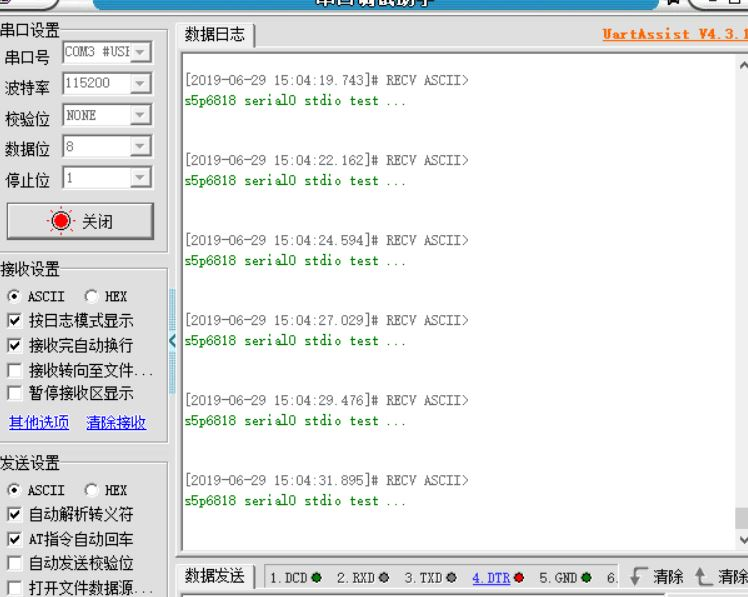 串口设置
串口号 COM3 #USE
波特率 115200
校验位 NONE
数据位 8
停止位 1
关闭
接收设置
ASCII HEX
按日志模式显示
接收完自动换行
接收转向至文件...
暂停接收区显示
其他选项 清除接收
发送设置
ASCII HEX
自动解析转义符
AT指令自动回车
自动发送校验位
打开文件数据源...
数据日志 UartAssist V4.3.1
[2019-06-29 15:04:19.743]# RECV ASCII>
s5p6818 serial0 stdio test ...
[2019-06-29 15:04:22.162]# RECV ASCII>
s5p6818 serial0 stdio test ...
[2019-06-29 15:04:24.594]# RECV ASCII>
s5p6818 serial0 stdio test ...
[2019-06-29 15:04:27.029]# RECV ASCII>
s5p6818 serial0 stdio test ...
[2019-06-29 15:04:29.476]# RECV ASCII>
s5p6818 serial0 stdio test ...
[2019-06-29 15:04:31.895]# RECV ASCII>
s5p6818 serial0 stdio test ...
数据发送 1.DCD 2.RXD 3.TXD 4.DTR 5.GND 6. 清除 清除